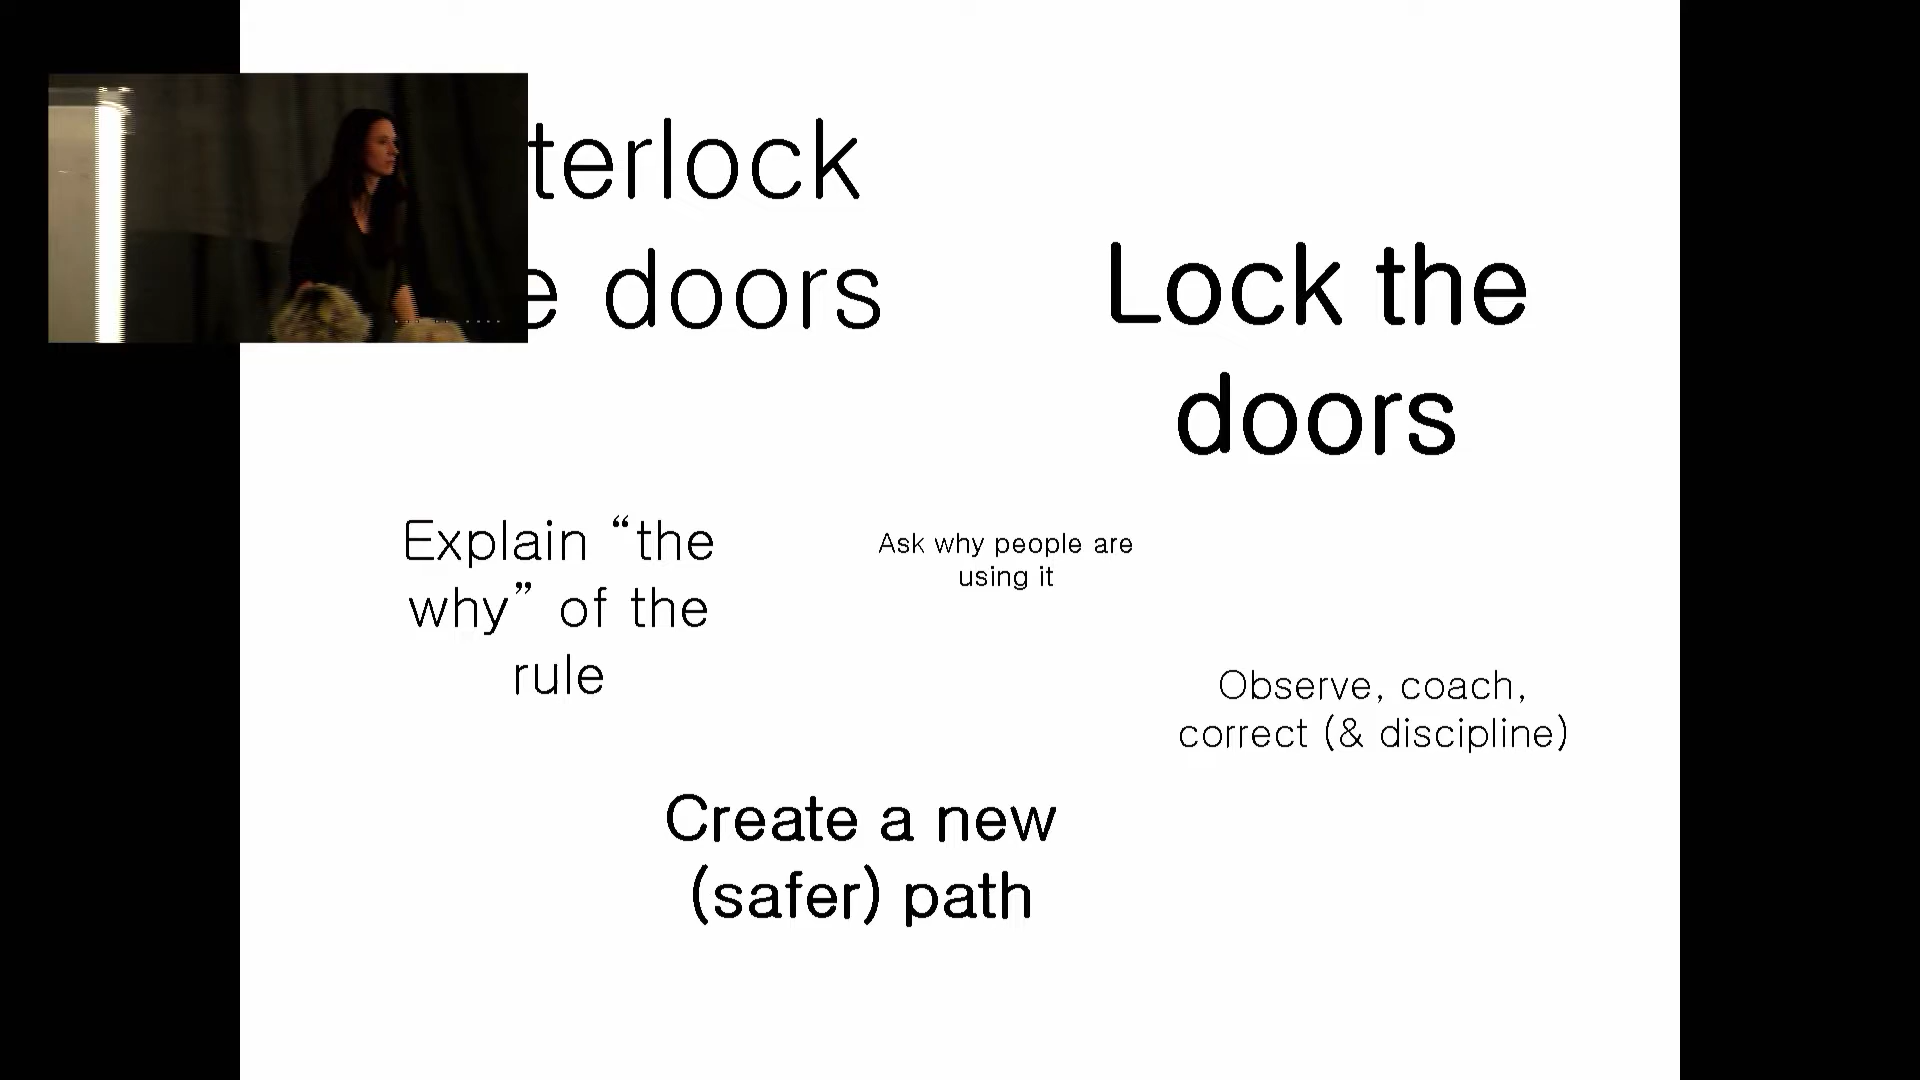 terlock
e doors
Lock the
doors
Explain “the
why” of the
rule
Ask why people are
using it
Observe, coach,
correct (& discipline)
Create a new
(safer) path